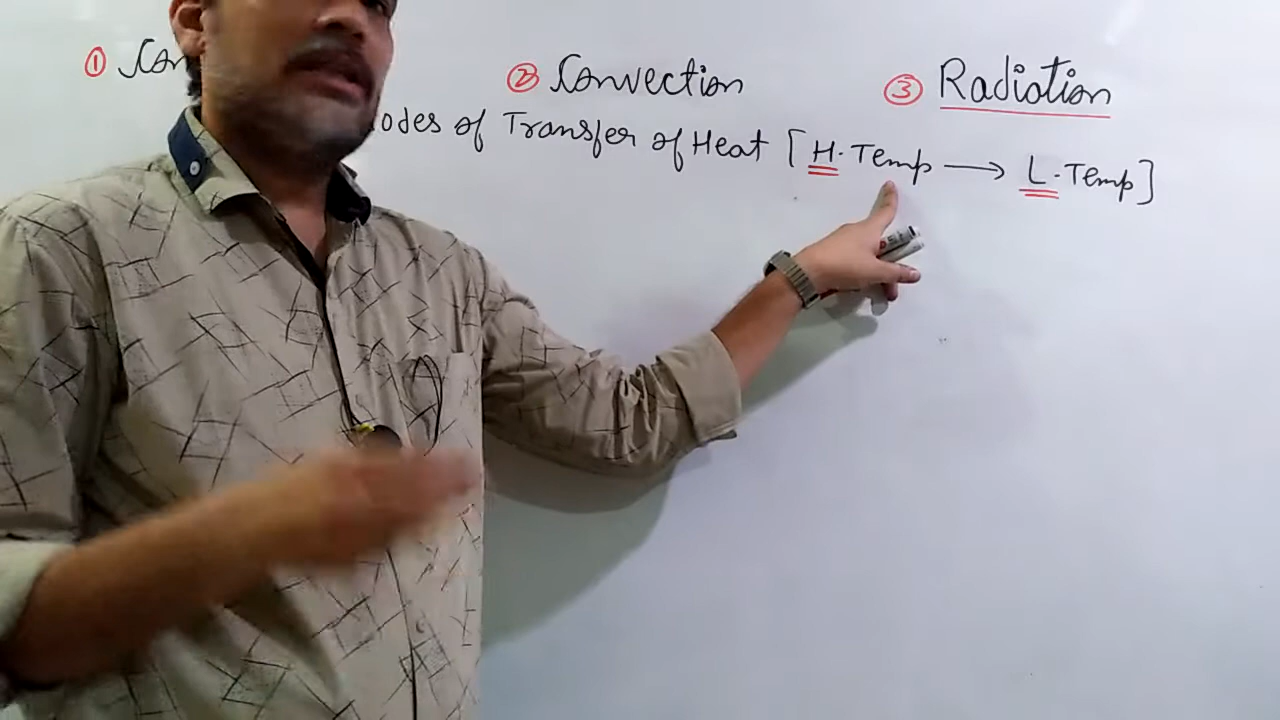 ① Con ② Convection ③ Radiation
odes of Transfer of Heat [H. Temp → L. Temp]